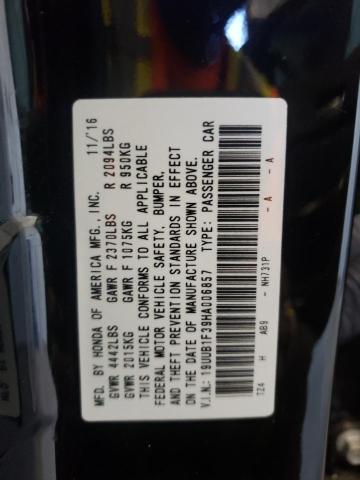 MFD. BY HONDA OF AMERICA MFG., INC. 11/'16
GVWR 4442LBS GAWR F 2370LBS R 2094LBS
GVWR 2015KG GAWR F 1075KG R 950KG
THIS VEHICLE CONFORMS TO ALL APPLICABLE
FEDERAL MOTOR VEHICLE SAFETY, BUMPER,
AND THEFT PREVENTION STANDARDS IN EFFECT
ON THE DATE OF MANUFACTURE SHOWN ABOVE.
V.I.N.: 19UUB1F39HA006857 TYPE: PASSENGER CAR
TZ4 H AB9 - NH731P - A - A